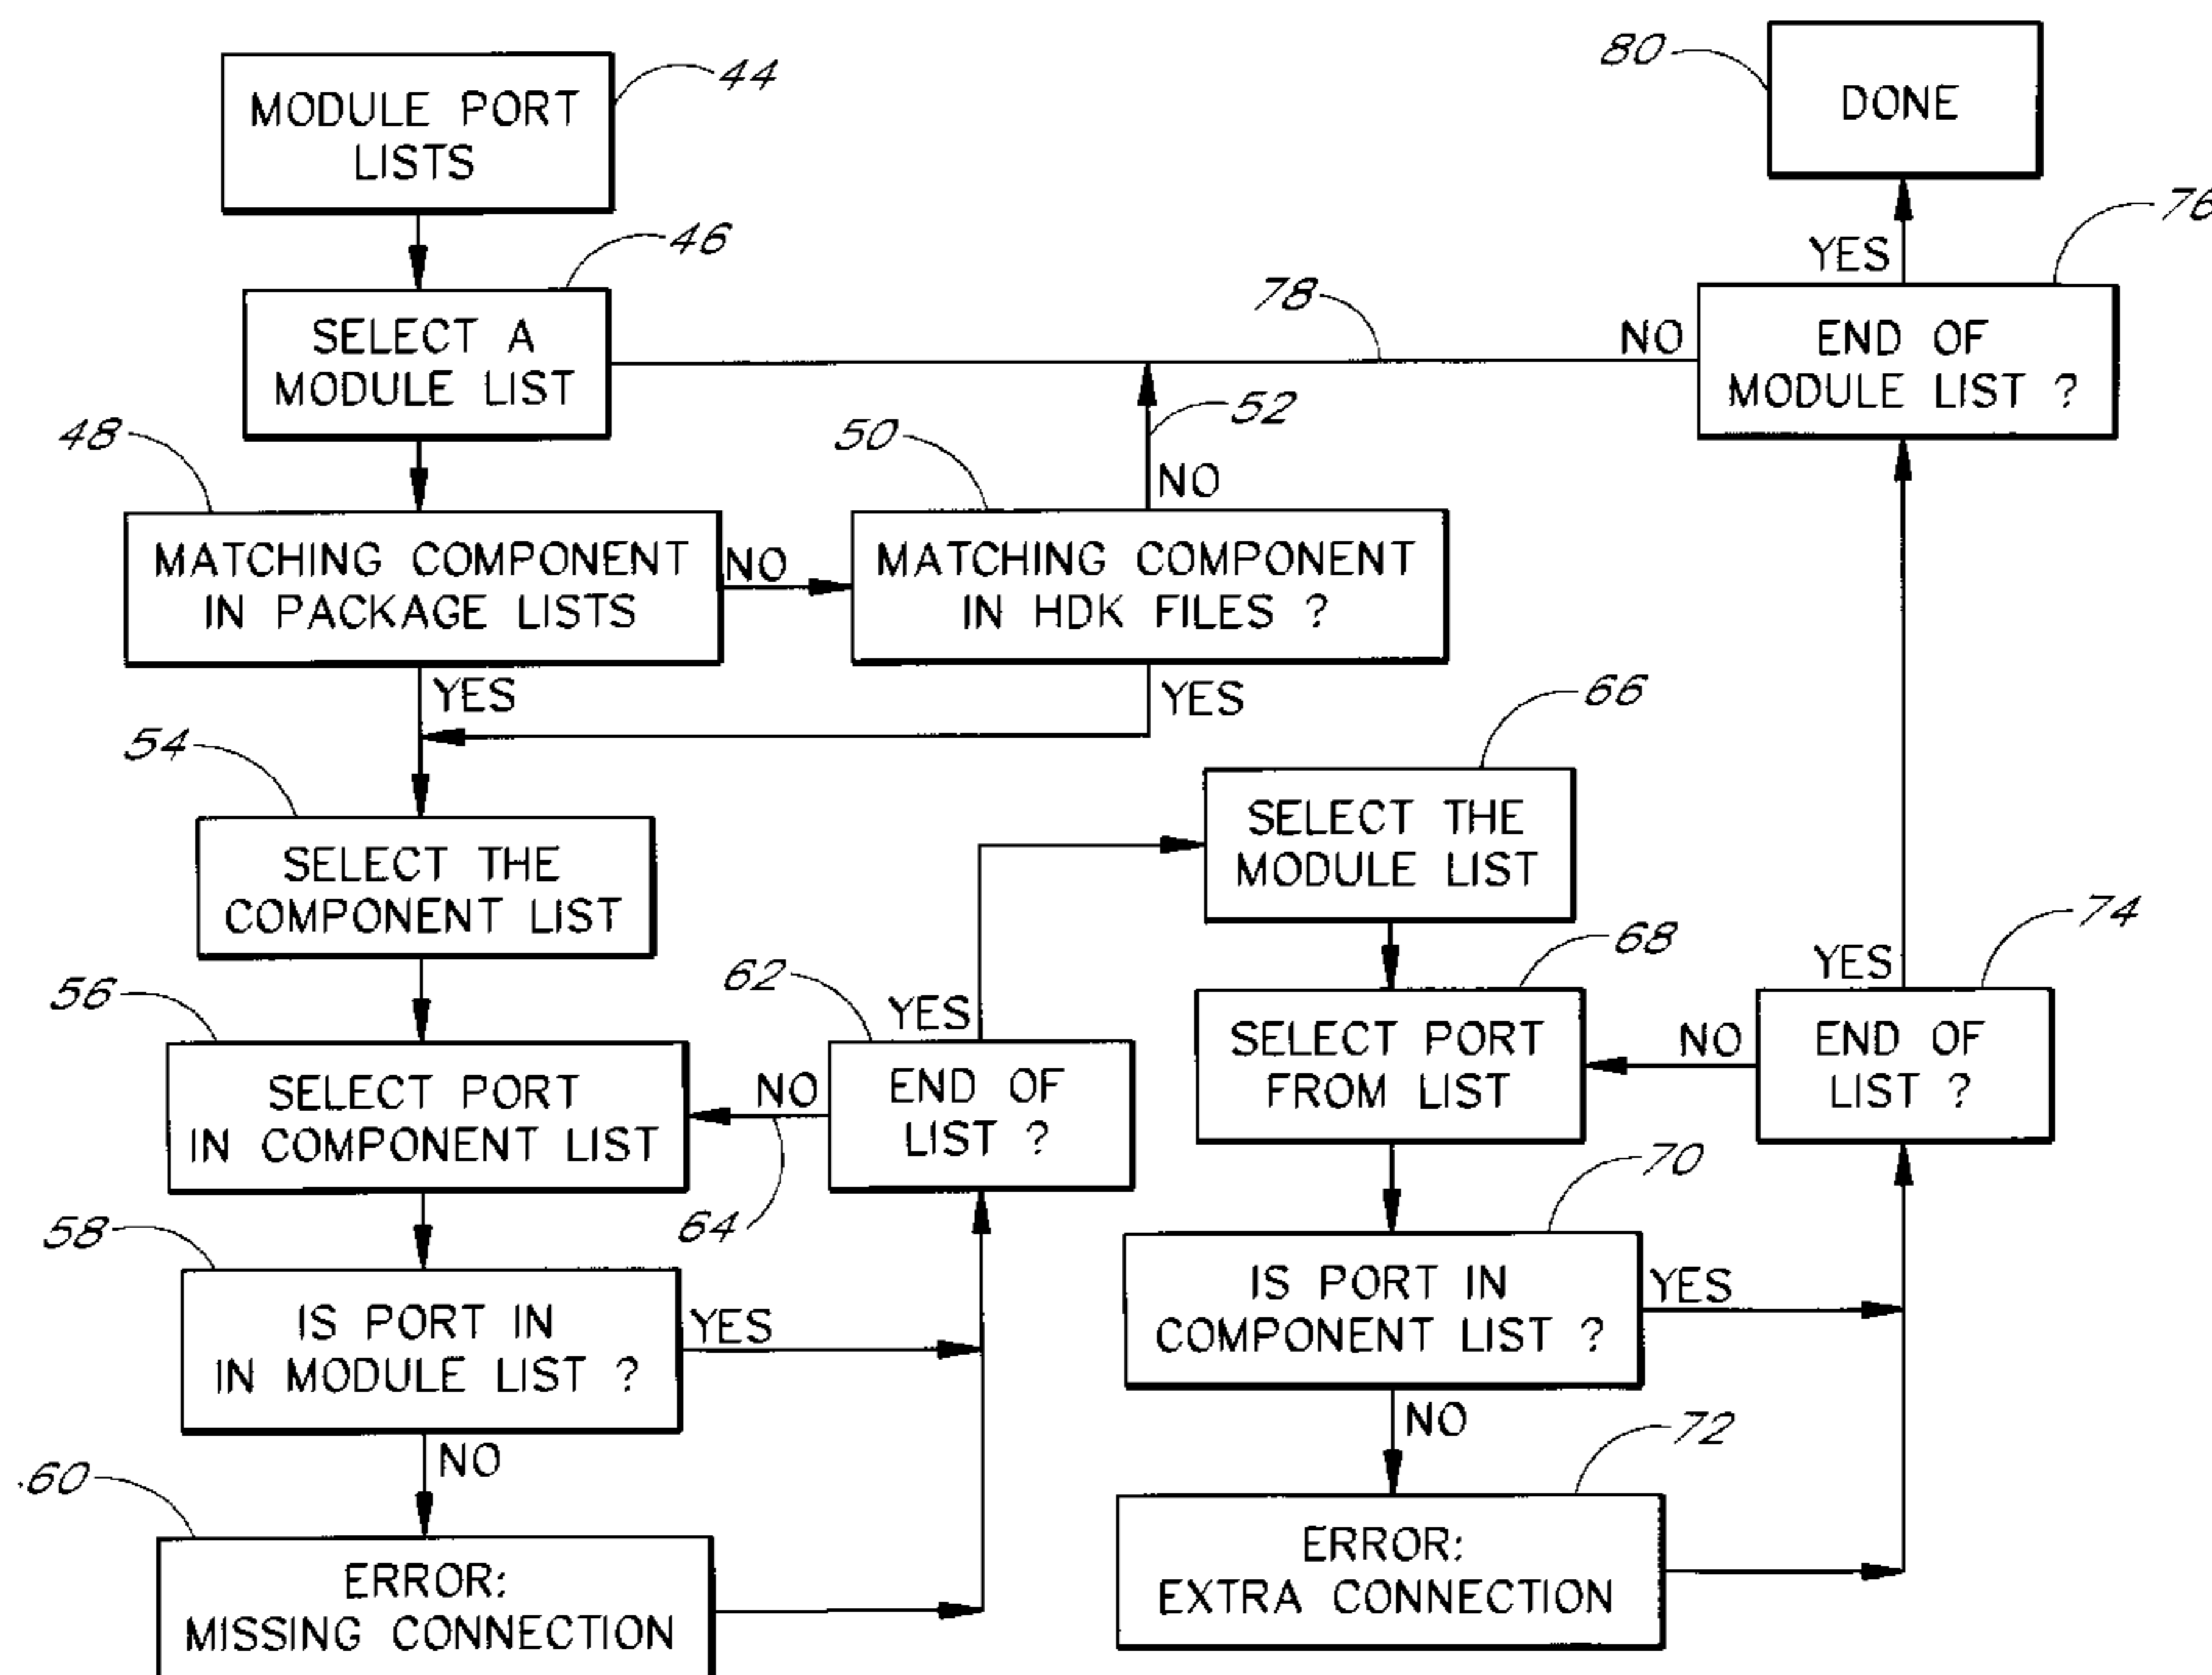 MODULE PORT
LISTS
44
SELECT A
MODULE LIST
46
48
MATCHING COMPONENT
IN PACKAGE LISTS
NO
YES
50
MATCHING COMPONENT
IN HDK FILES ?
NO
52
YES
78
NO
80
DONE
YES
76
END OF
MODULE LIST ?
54
SELECT THE
COMPONENT LIST
56
SELECT PORT
IN COMPONENT LIST
62
YES
NO
END OF
LIST ?
64
58
IS PORT IN
IN MODULE LIST ?
YES
NO
60
ERROR:
MISSING CONNECTION
66
SELECT THE
MODULE LIST
68
SELECT PORT
FROM LIST
NO
YES
74
END OF
LIST ?
70
IS PORT IN
COMPONENT LIST ?
YES
NO
72
ERROR:
EXTRA CONNECTION